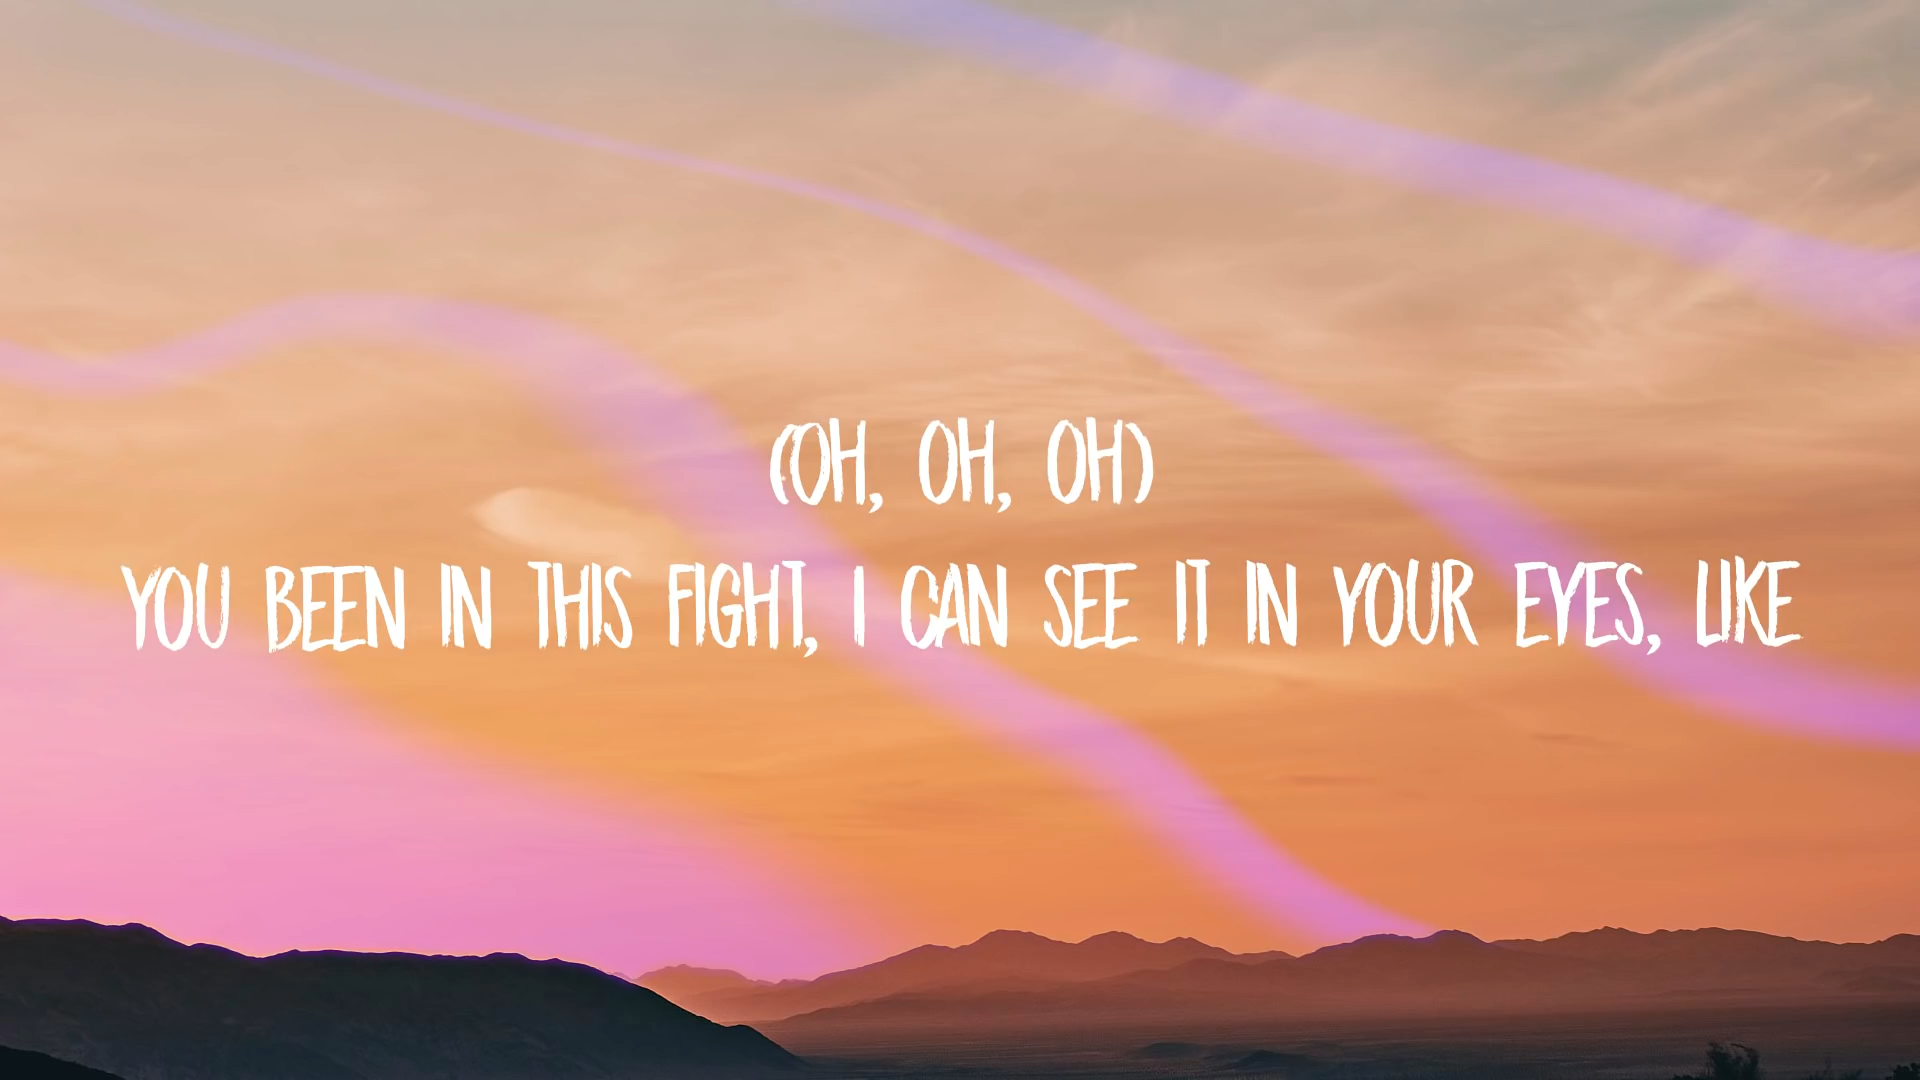 (OH, OH, OH)
YOU BEEN IN THIS FIGHT, I CAN SEE IT IN YOUR EYES, LIKE